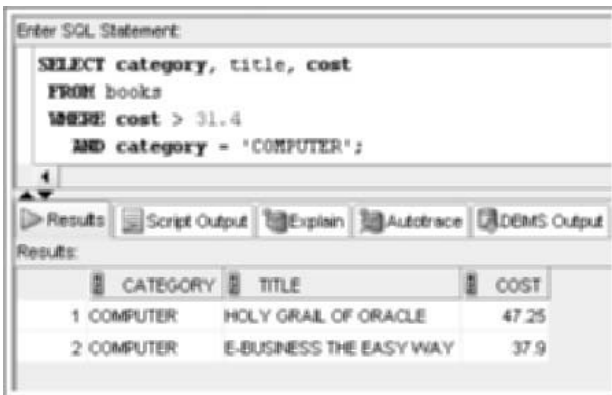 Enter SQL Statement:
SELECT category, title, cost
FROM books
WHERE cost > 31.4
AND category = 'COMPUTER';
Results Script Output Explain Autotrace DBMS Output
Results:
CATEGORY TITLE COST
1 COMPUTER HOLY GRAIL OF ORACLE 47.25
2 COMPUTER E-BUSINESS THE EASY WAY 37.9